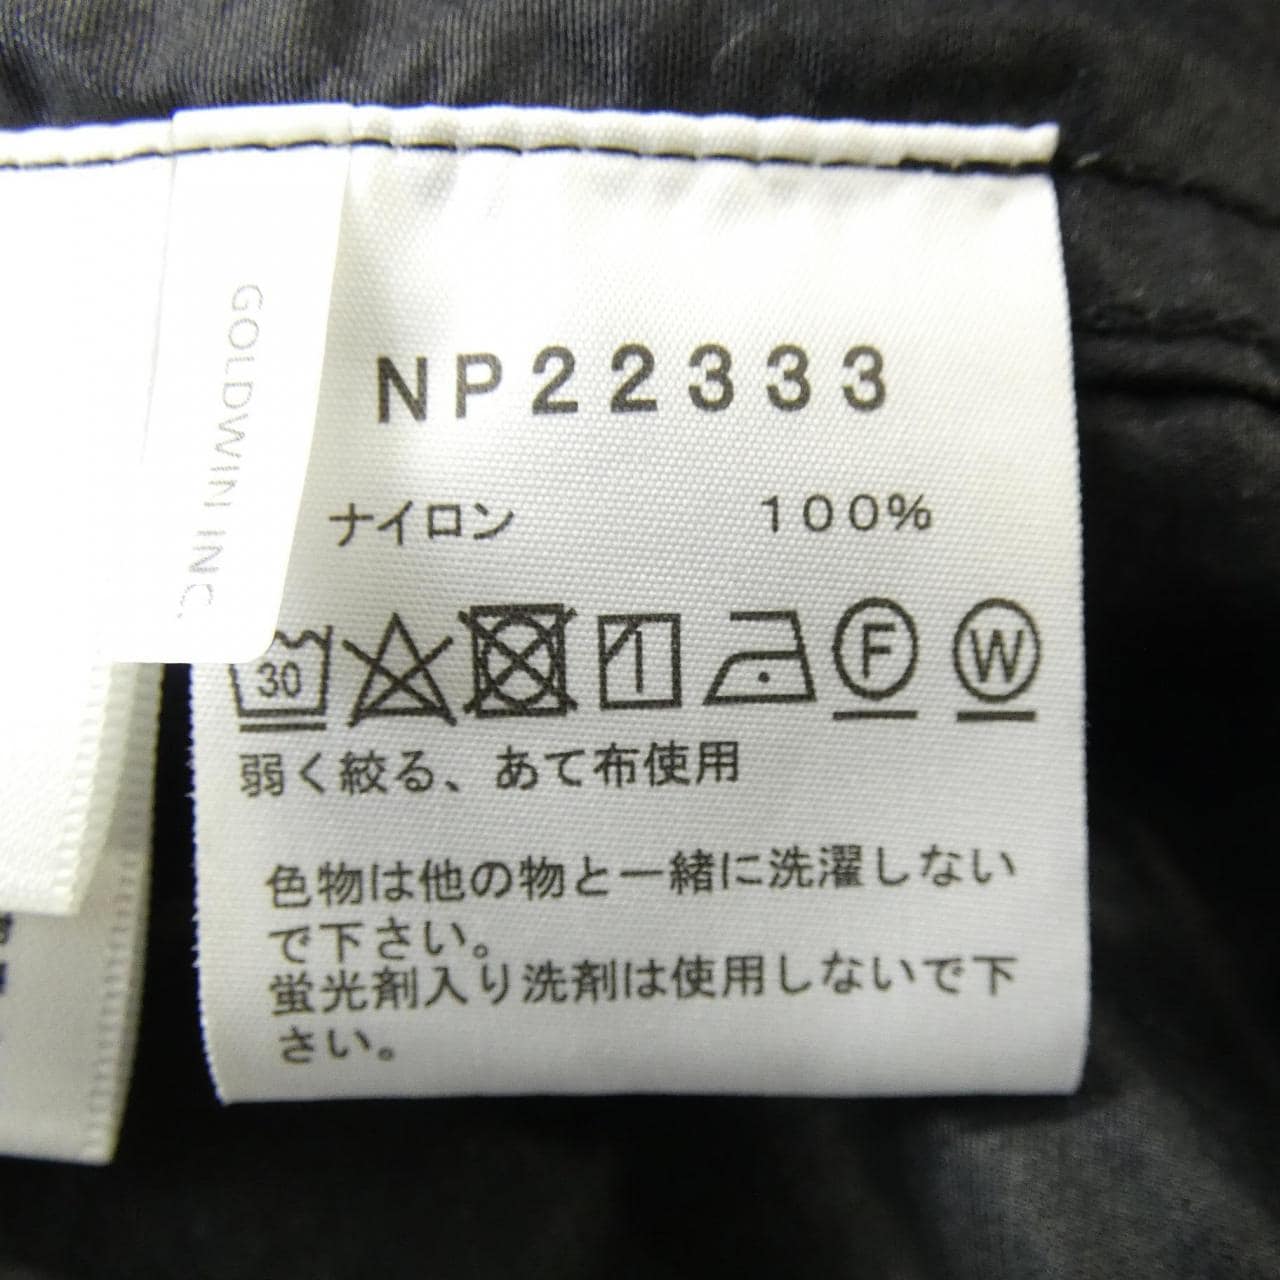 GOLDWIN INC.
NP22333
ナイロン 100%
30 1 F W
弱く絞る、あて布使用
色物は他の物と一緒に洗濯しない
で下さい。
蛍光剤入り洗剤は使用しないで下
さい。